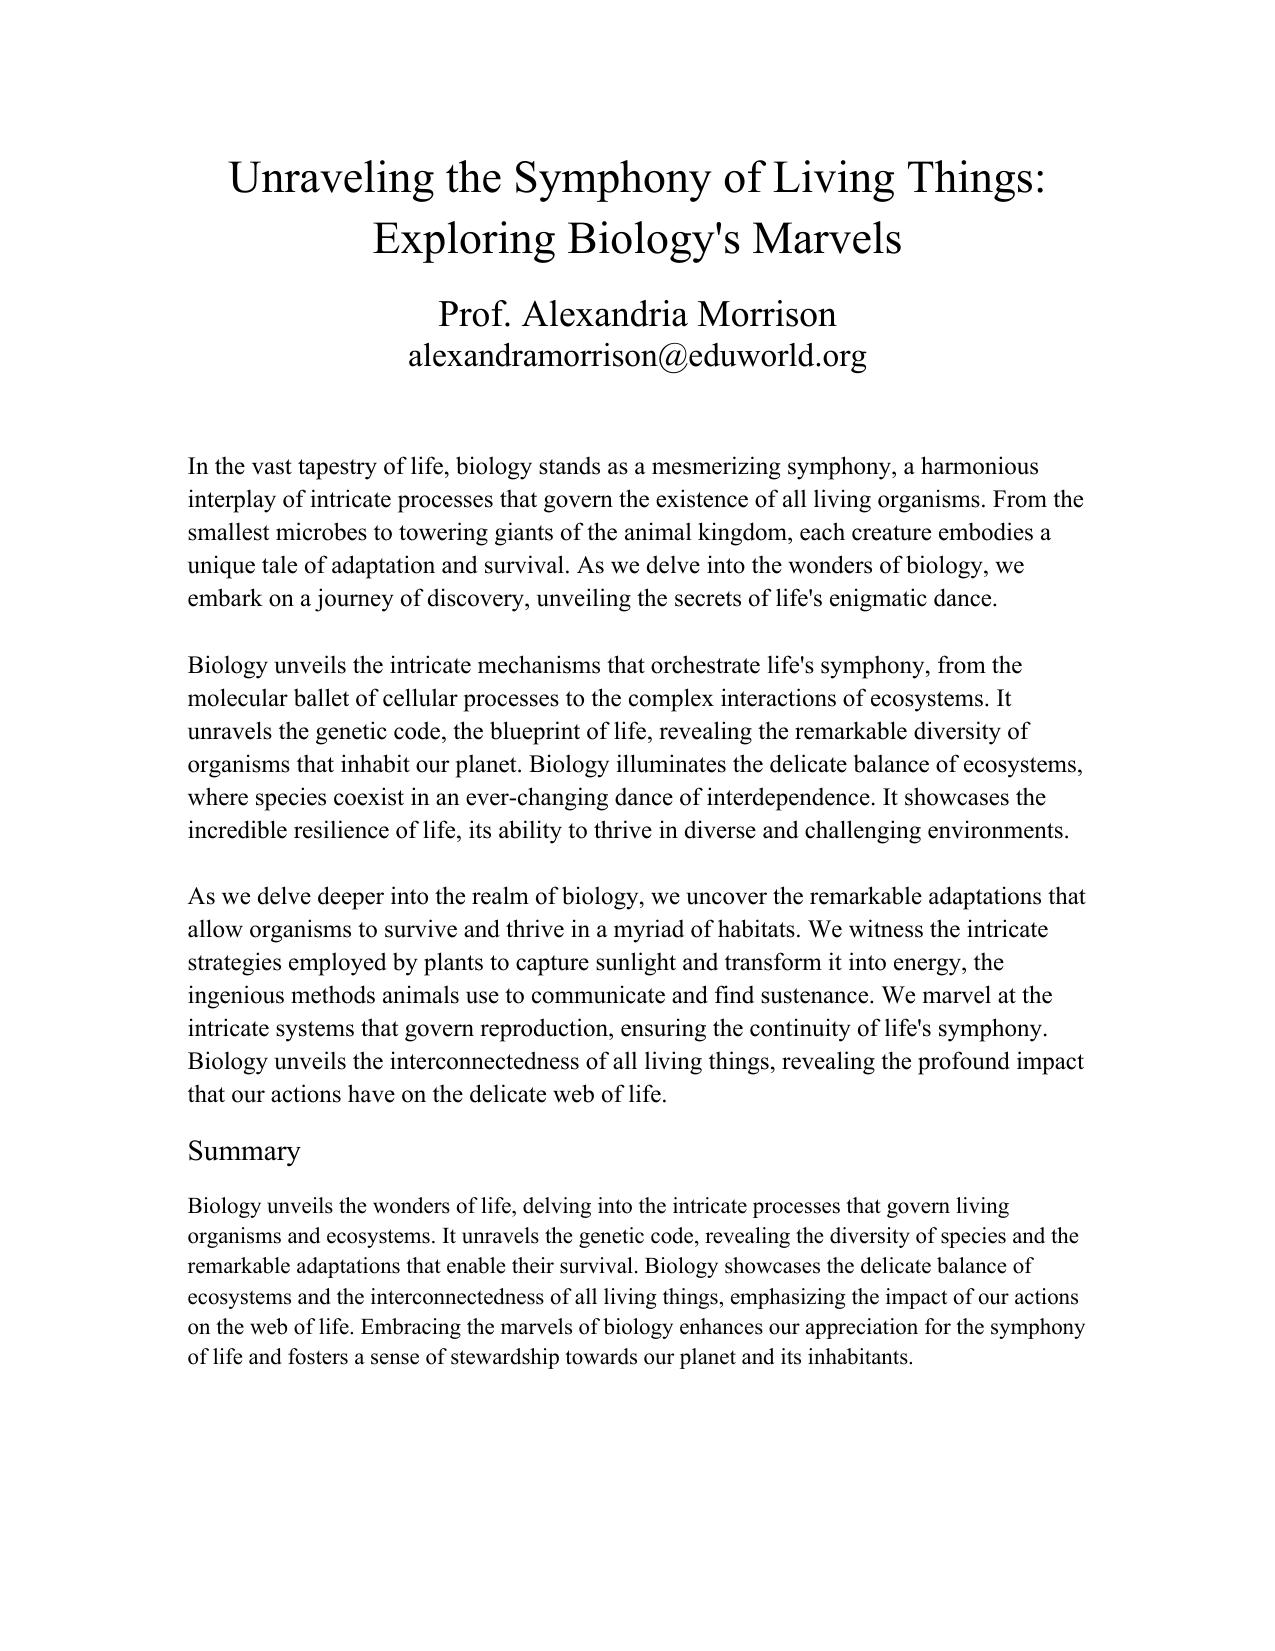 Unraveling the Symphony of Living Things:
Exploring Biology's Marvels
Prof. Alexandria Morrison
alexandramorrison@eduworld.org
In the vast tapestry of life, biology stands as a mesmerizing symphony, a harmonious
interplay of intricate processes that govern the existence of all living organisms. From the
smallest microbes to towering giants of the animal kingdom, each creature embodies a
unique tale of adaptation and survival. As we delve into the wonders of biology, we
embark on a journey of discovery, unveiling the secrets of life's enigmatic dance.
Biology unveils the intricate mechanisms that orchestrate life's symphony, from the
molecular ballet of cellular processes to the complex interactions of ecosystems. It
unravels the genetic code, the blueprint of life, revealing the remarkable diversity of
organisms that inhabit our planet. Biology illuminates the delicate balance of ecosystems,
where species coexist in an ever-changing dance of interdependence. It showcases the
incredible resilience of life, its ability to thrive in diverse and challenging environments.
As we delve deeper into the realm of biology, we uncover the remarkable adaptations that
allow organisms to survive and thrive in a myriad of habitats. We witness the intricate
strategies employed by plants to capture sunlight and transform it into energy, the
ingenious methods animals use to communicate and find sustenance. We marvel at the
intricate systems that govern reproduction, ensuring the continuity of life's symphony.
Biology unveils the interconnectedness of all living things, revealing the profound impact
that our actions have on the delicate web of life.
Summary
Biology unveils the wonders of life, delving into the intricate processes that govern living
organisms and ecosystems. It unravels the genetic code, revealing the diversity of species and the
remarkable adaptations that enable their survival. Biology showcases the delicate balance of
ecosystems and the interconnectedness of all living things, emphasizing the impact of our actions
on the web of life. Embracing the marvels of biology enhances our appreciation for the symphony
of life and fosters a sense of stewardship towards our planet and its inhabitants.